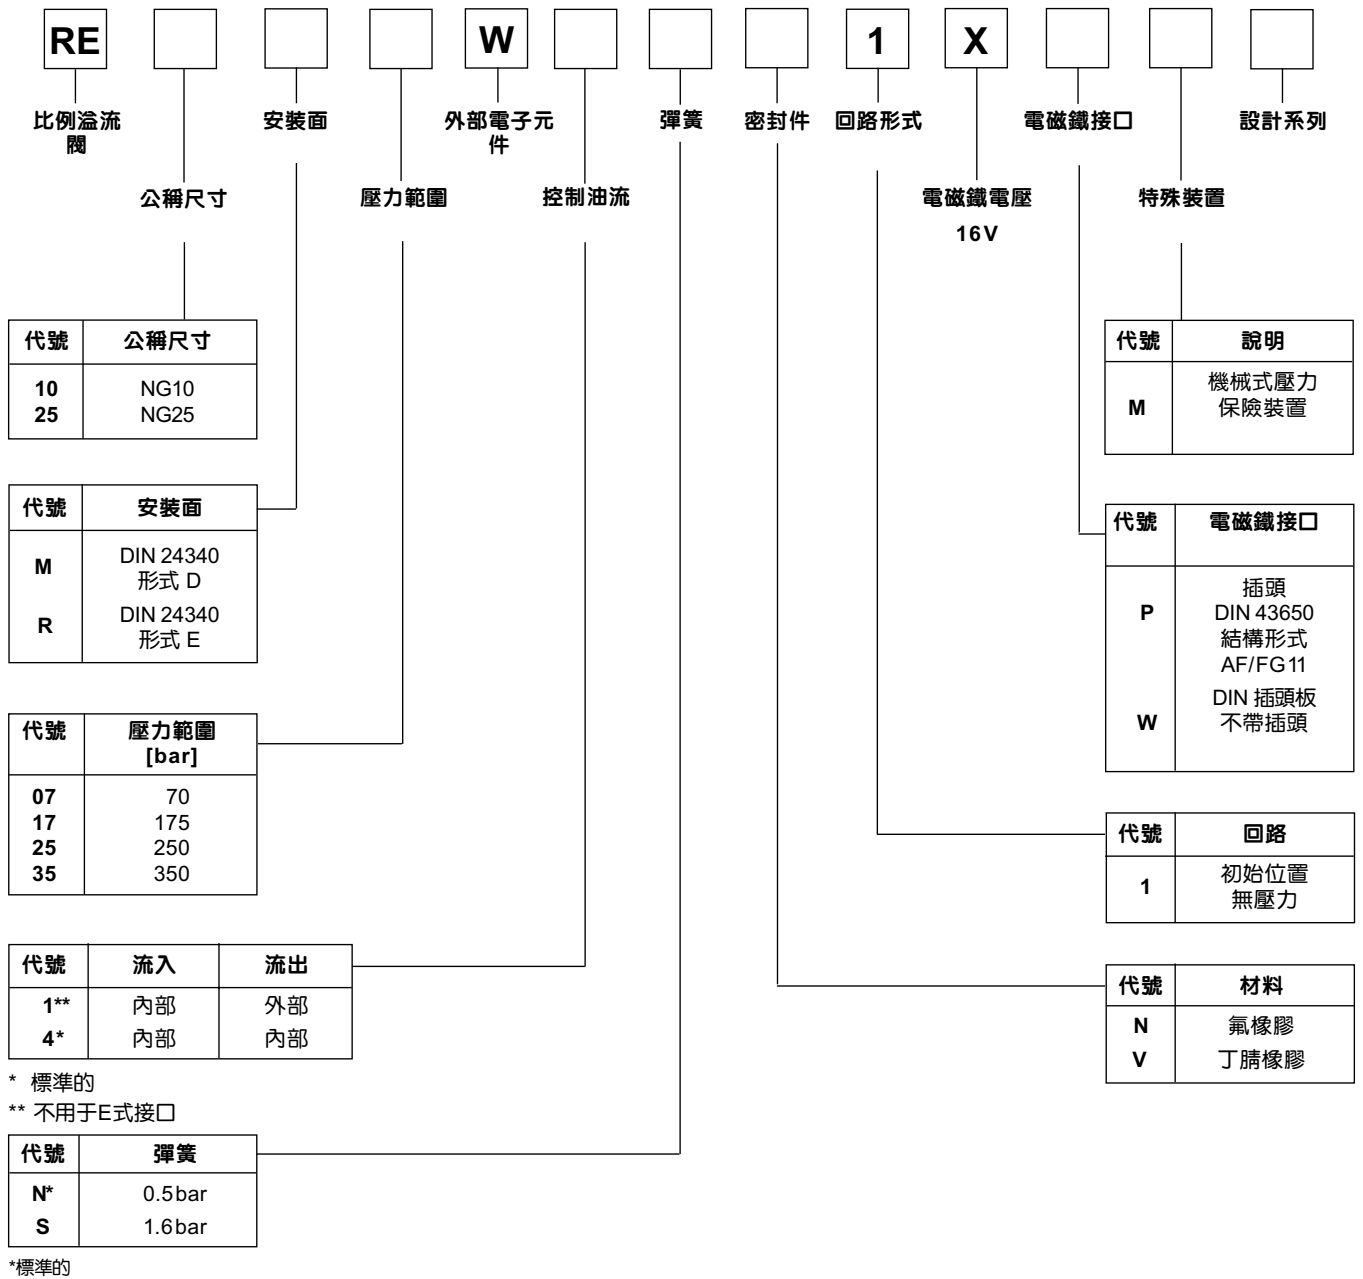 RE W 1 X
比例溢流
閥
安裝面
外部電子元
件
彈簧
密封件
回路形式
電磁鐵接口
設計系列
公稱尺寸
壓力範圍
控制油流
電磁鐵電壓
16V
特殊裝置
代號 公稱尺寸
10 NG10
25 NG25
代號 安裝面
M DIN 24340
形式 D
R DIN 24340
形式 E
代號 壓力範圍
[bar]
07 70
17 175
25 250
35 350
代號 流入 流出
1** 內部 外部
4* 內部 內部
* 標準的
** 不用于E式接口
代號 彈簧
N* 0.5bar
S 1.6bar
*標準的
代號 說明
機械式壓力
M 保險裝置
代號 電磁鐵接口
插頭
P DIN 43650
結構形式
AF/FG11
DIN 插頭板
W 不帶插頭
代號 回路
1 初始位置
無壓力
代號 材料
N 氟橡膠
V 丁腈橡膠